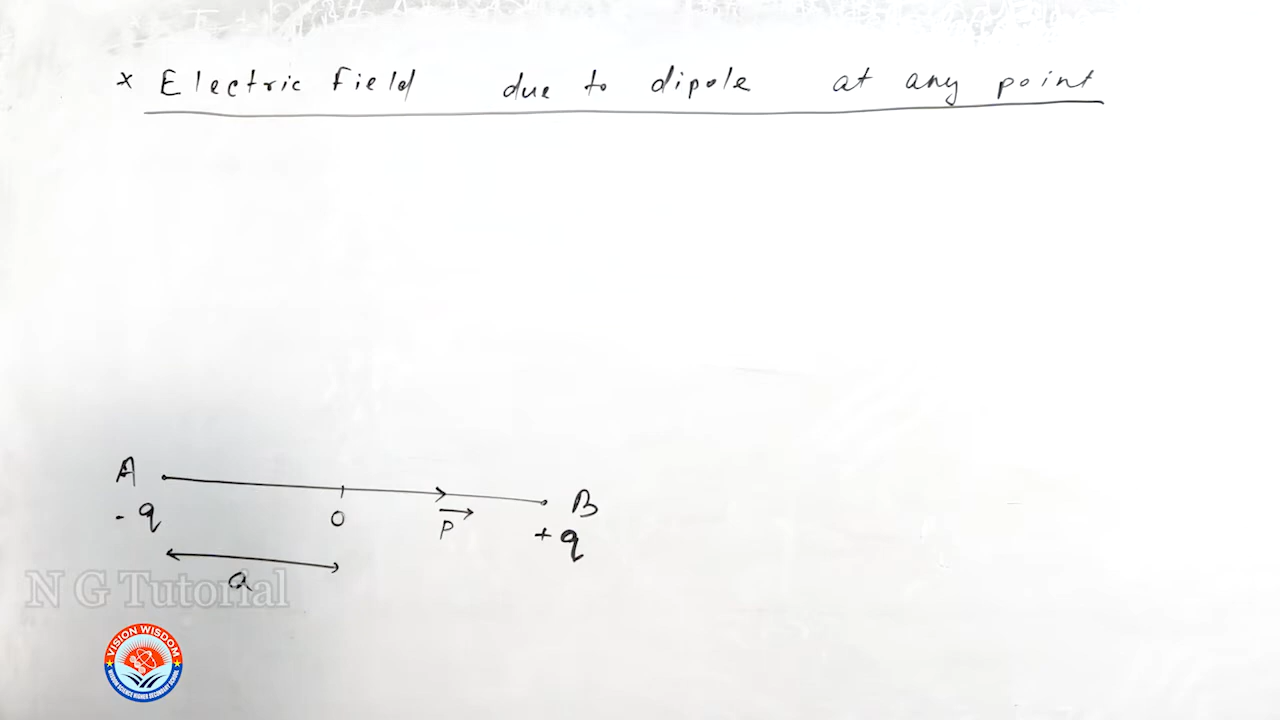 * Electric field due to dipole at any point
A B
- q O P + q
a
N G Tutorial
VISION WISDOM